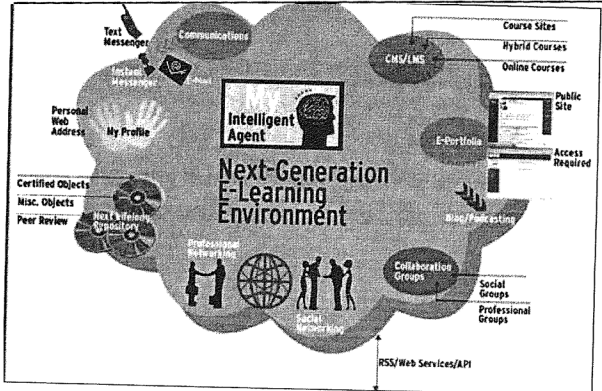 Text
Messenger
Communications
Instant
Messenger
E-Mail
Course Sites
Hybrid Courses
CMS/LMS
Online Courses
My
Intelligent
Agent
Personal
Web
Address
My Profile
Public
Site
E-Portfolio
Access
Required
Next-Generation
E-Learning
Environment
Certified Objects
Misc. Objects
Peer Review
Repository
Blog/Podcasting
Professional
Networking
Social
Networking
Collaboration
Groups
Social
Groups
Professional
Groups
RSS/Web Services/API